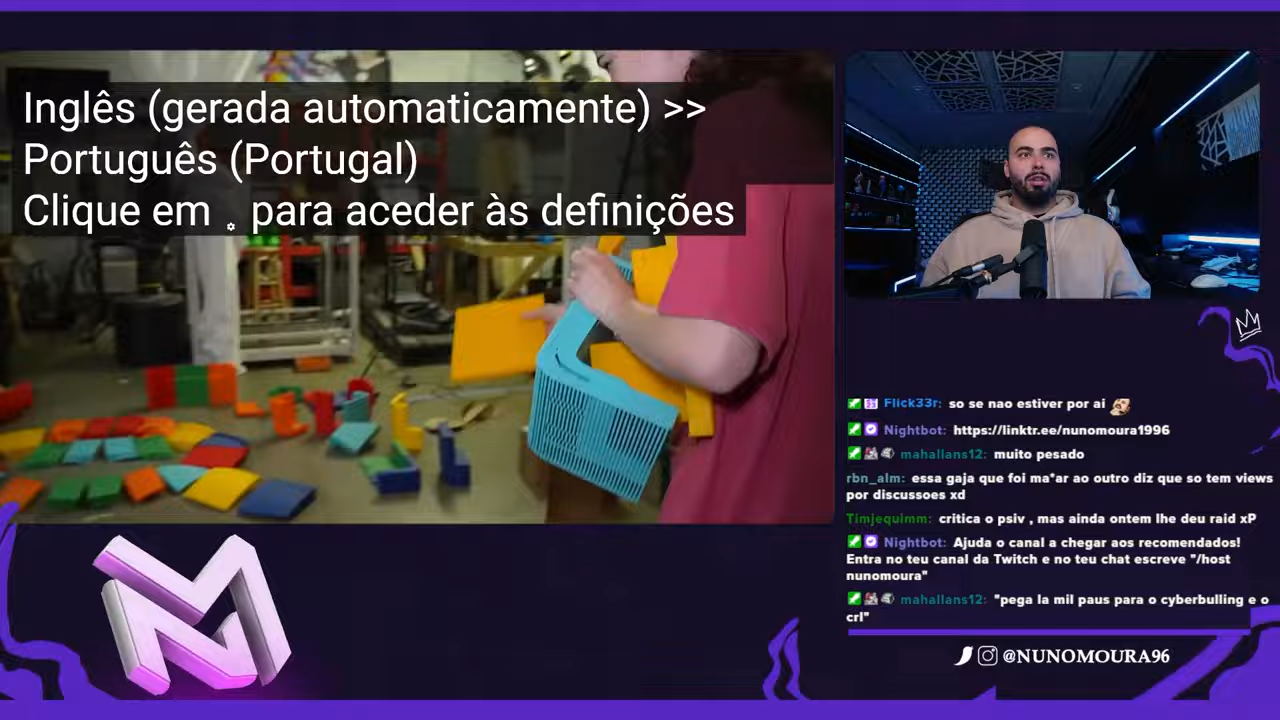 Inglês (gerada automaticamente) >>
Português (Portugal)
Clique em para aceder às definições
Flick33r: so se nao estiver por ai
Nightbot: https://linktr.ee/nunomoura1996
mahallans12: muito pesado
rbn_alm: essa gaja que foi ma*ar ao outro diz que so tem views
por discussoes xd
Timjequimm: critica o psiv , mas ainda ontem lhe deu raid xP
Nightbot: Ajuda o canal a chegar aos recomendados!
Entra no teu canal da Twitch e no teu chat escreve "/host
nunomoura"
mahallans12: "pega la mil paus para o cyberbulling e o
crl"
@NUNOMOURA96